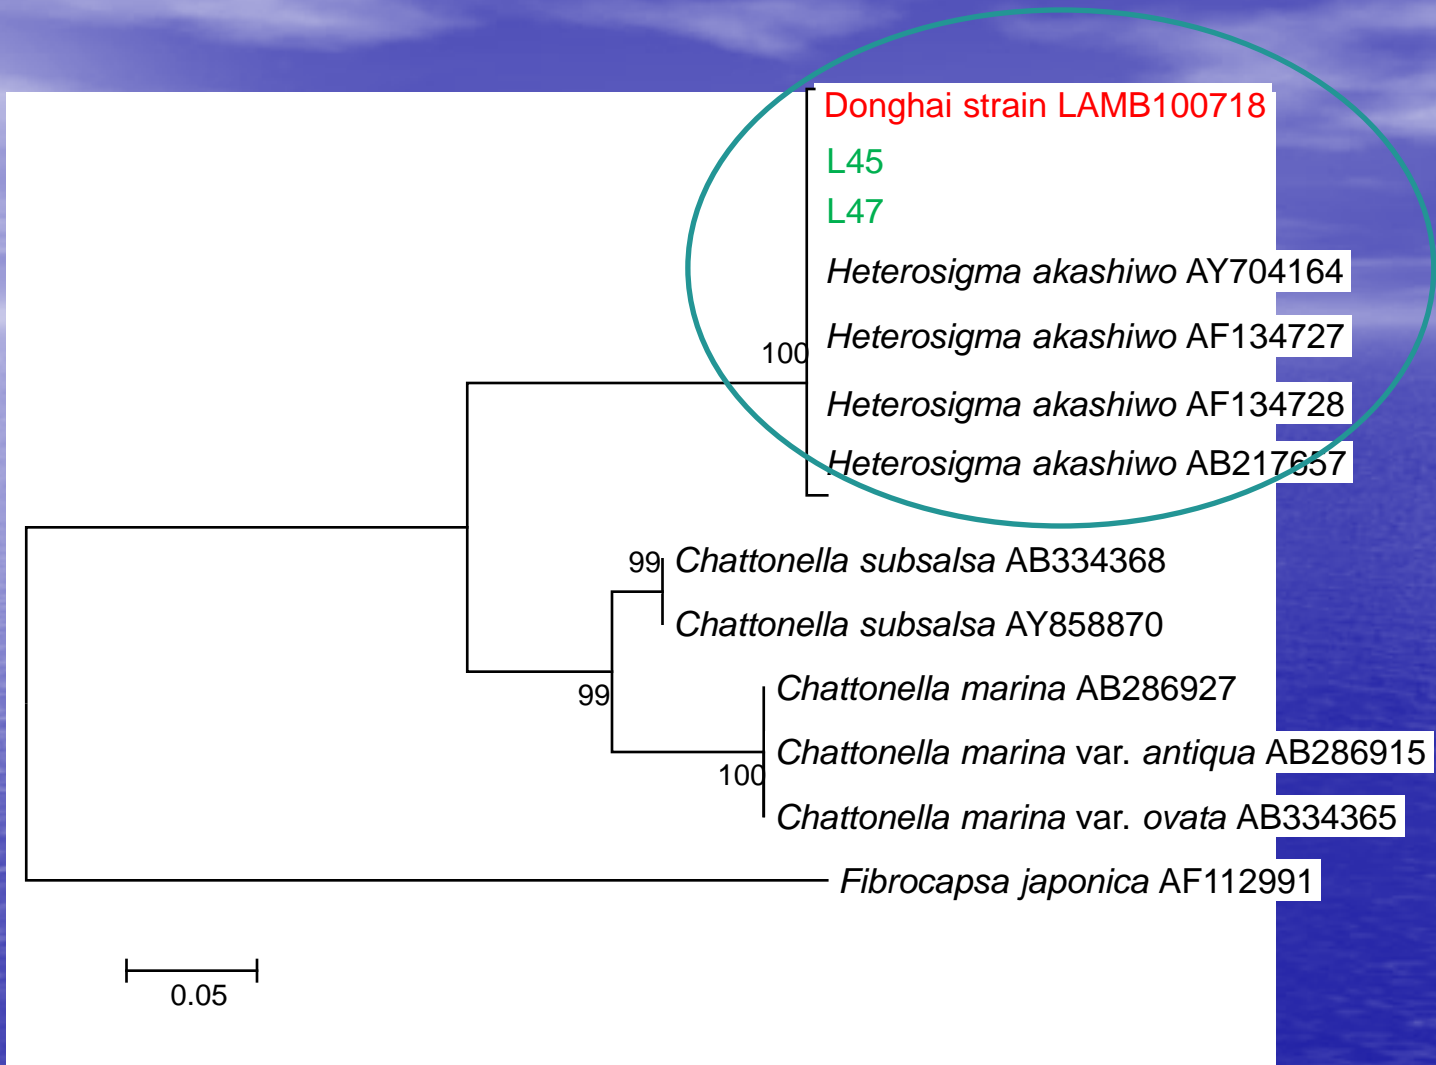 Donghai strain LAMB100718
L45
L47
Heterosigma akashiwo AY704164
Heterosigma akashiwo AF134727
100
Heterosigma akashiwo AF134728
Heterosigma akashiwo AB217657
99
Chattonella subsalsa AB334368
Chattonella subsalsa AY858870
99
Chattonella marina AB286927
Chattonella marina var. antiqua AB286915
100
Chattonella marina var. ovata AB334365
Fibrocapsa japonica AF112991
0.05